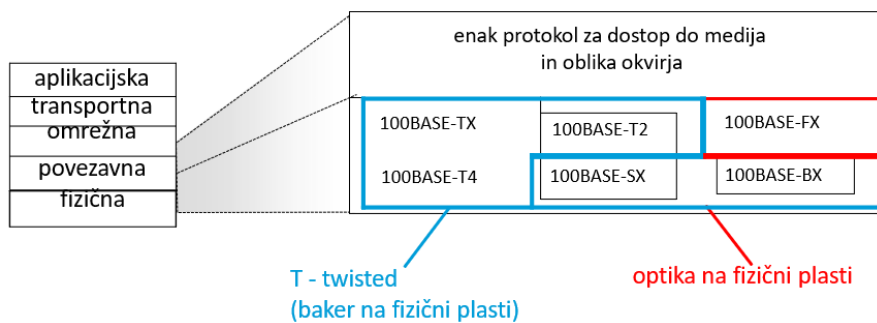 enak protokol za dostop do medija
in oblika okvirja
aplikacijska
transportna
omrežna
povezavna
fizična
100BASE-TX
100BASE-T2
100BASE-FX
100BASE-T4
100BASE-SX
100BASE-BX
T - twisted
(baker na fizični plasti)
optika na fizični plasti